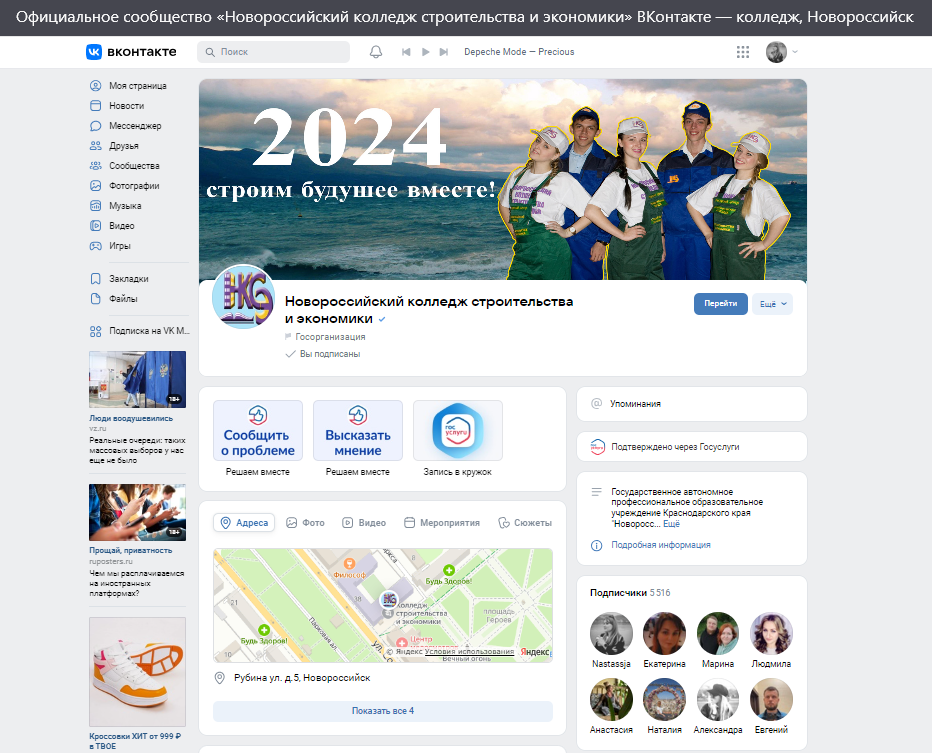 Официальное сообщество «Новороссийский колледж строительства и экономики» ВКонтакте — колледж, Новороссийск
вконтакте
Поиск
Depeche Mode — Precious
Моя страница
Новости
Мессенджер
Друзья
Сообщества
Фотографии
Музыка
Видео
Игры
Закладки
Файлы
Подписка на VK M...
18+
Люди воодушевились
vz.ru
Реальные очереди: таких
массовых выборов у нас
еще не было
18+
Прощай, приватность
ruposters.ru
Чем мы расплачиваемся
на иностранных
платформах?
Кроссовки ХИТ от 999 ₽
в ТВОЕ
2024
строим будушее вместе!
НКСЭ
Новороссийский колледж строительства
и экономики
Госорганизация
Вы подписаны
Перейти
Ещё
Сообщить
о проблеме
Решаем вместе
Высказать
мнение
Решаем вместе
гос
услуги
Запись в кружок
Адреса
Фото
Видео
Мероприятия
Сюжеты
Философ
Будь Здоров!
21
38
колледж
строительства
и экономики
площадь
Героев
Парковая ул.
Будь Здоров!
Центр
10
© Яндекс Условия использования
Яндекс
Вечный огонь
Рубина ул. д.5, Новороссийск
Показать все 4
Упоминания
Подтверждено через Госуслуги
Государственное автономное
профессиональное образовательное
учреждение Краснодарского края
"Новоросс... Ещё
Подробная информация
Подписчики 5 516
Nastassja
Екатерина
Марина
Людмила
Анастасия
Наталия
Александра
Евгений